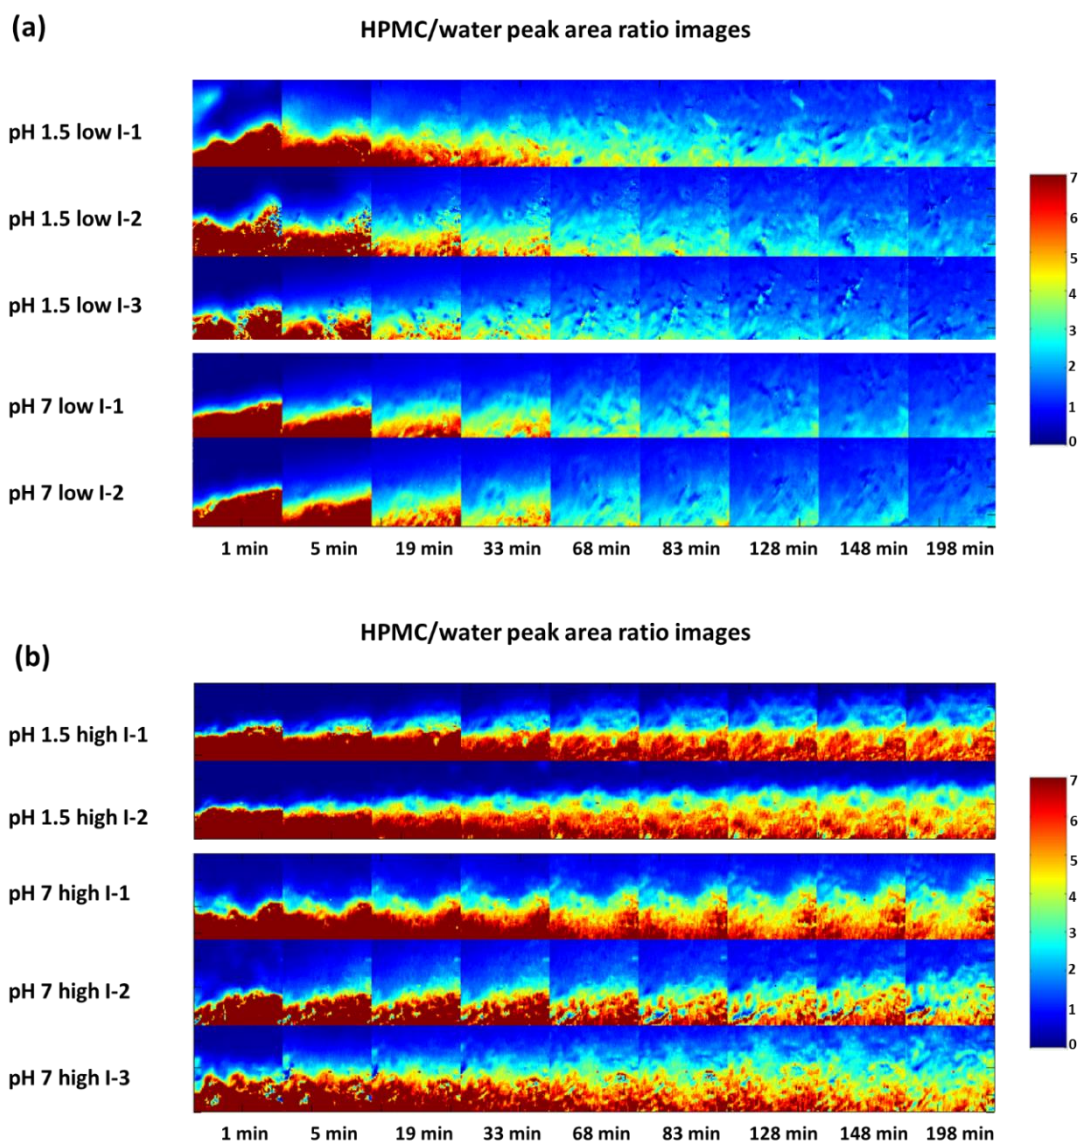 (a)
HPMC/water peak area ratio images
pH 1.5 low I-1
pH 1.5 low I-2
pH 1.5 low I-3
pH 7 low I-1
pH 7 low I-2
7
6
5
4
3
2
1
0
1 min 5 min 19 min 33 min 68 min 83 min 128 min 148 min 198 min
HPMC/water peak area ratio images
(b)
pH 1.5 high I-1
pH 1.5 high I-2
pH 7 high I-1
pH 7 high I-2
pH 7 high I-3
7
6
5
4
3
2
1
0
1 min 5 min 19 min 33 min 68 min 83 min 128 min 148 min 198 min